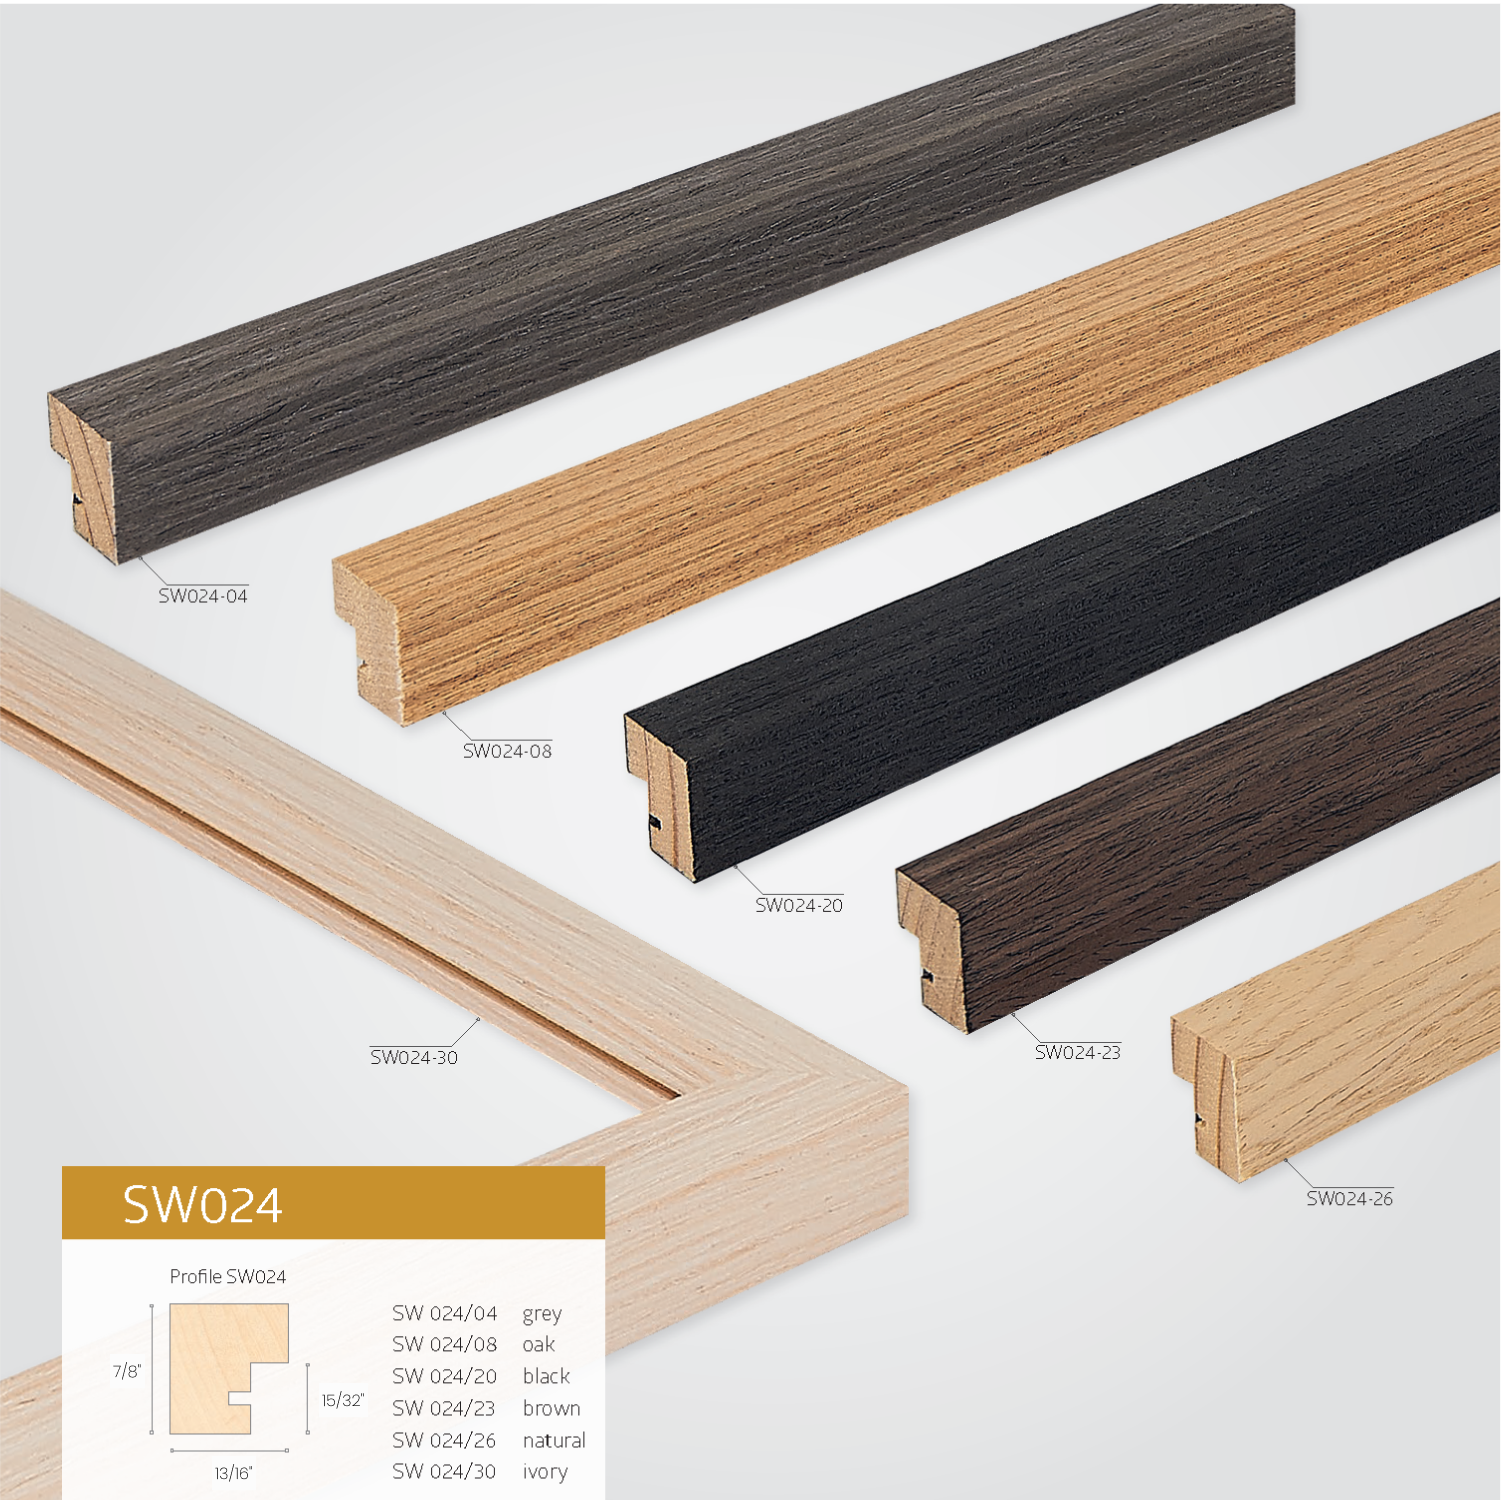 SW024-04
SW024-08
SW024-20
SW024-30
SW024-23
SW024-26
SW024
Profile SW024
7/8"
15/32"
13/16"
SW 024/04 grey
SW 024/08 oak
SW 024/20 black
SW 024/23 brown
SW 024/26 natural
SW 024/30 ivory